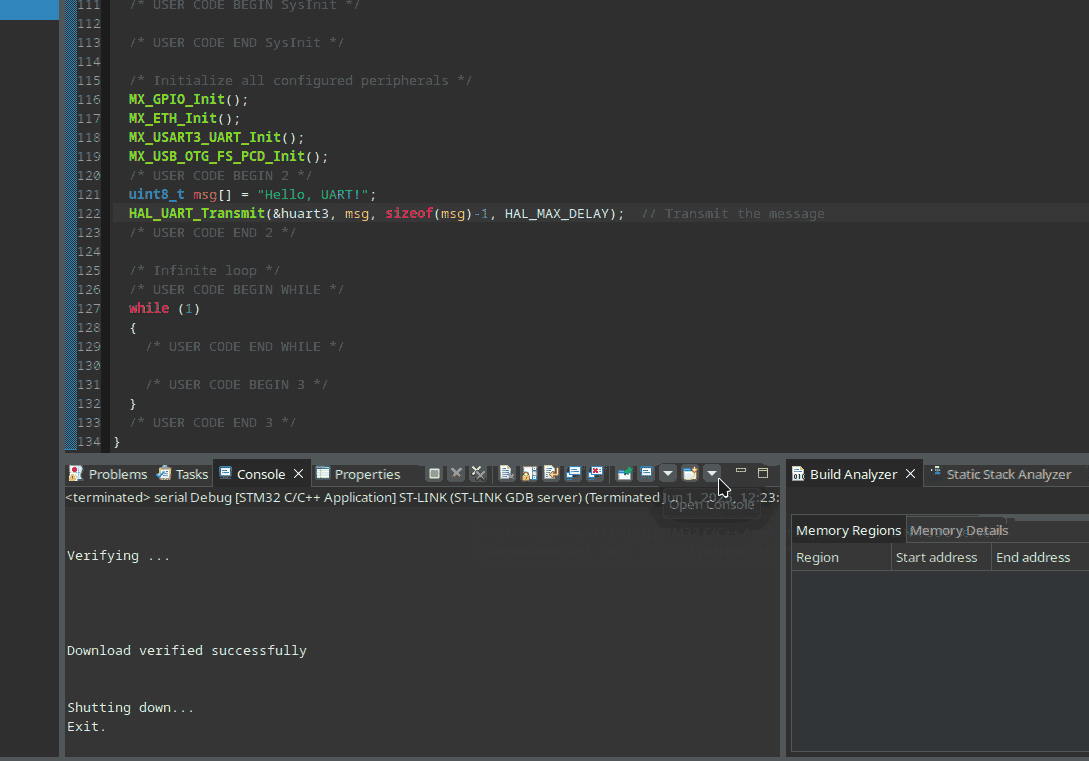 111 /* USER CODE BEGIN SysInit */
112
113 /* USER CODE END SysInit */
114
115 /* Initialize all configured peripherals */
116 MX_GPIO_Init();
117 MX_ETH_Init();
118 MX_USART3_UART_Init();
119 MX_USB_OTG_FS_PCD_Init();
120 /* USER CODE BEGIN 2 */
121 uint8_t msg[] = "Hello, UART!";
122 HAL_UART_Transmit(&huart3, msg, sizeof(msg)-1, HAL_MAX_DELAY); // Transmit the message
123 /* USER CODE END 2 */
124
125 /* Infinite loop */
126 /* USER CODE BEGIN WHILE */
127 while (1)
128 {
129 /* USER CODE END WHILE */
130
131 /* USER CODE BEGIN 3 */
132 }
133 /* USER CODE END 3 */
134 }
Problems Tasks Console Properties
<terminated> serial Debug [STM32 C/C++ Application] ST-LINK (ST-LINK GDB server) (Terminated Jun 1, 12:23:
Open Console
Verifying ...
Download verified successfully
Shutting down...
Exit.
Build Analyzer Static Stack Analyzer
Memory Regions Memory Details
Region Start address End address